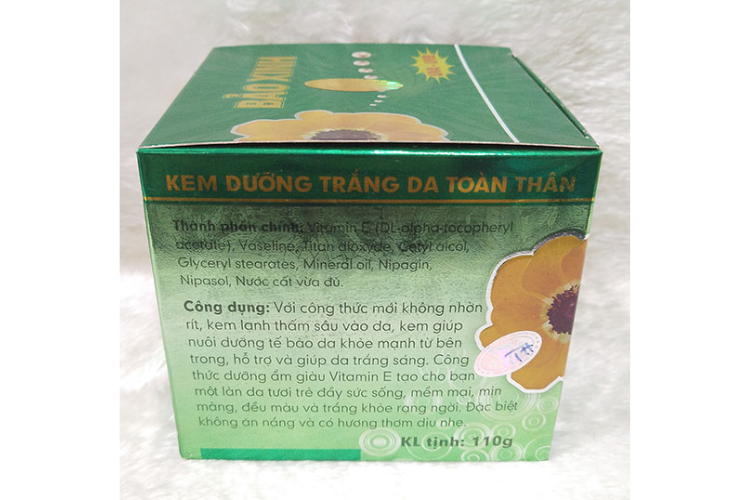 BẢO XINH
KEM DƯỠNG TRẮNG DA TOÀN THÂN
Thành phần chính: Vitamin E (DL-alpha-tocopheryl
acetate), Vaseline, Titan dioxyde, Cetyl alcol,
Glyceryl stearates, Mineral oil, Nipagin,
Nipasol, Nước cất vừa đủ.
Công dụng: Với công thức mới không nhờn
rít, kem lạnh thấm sâu vào da, kem giúp
nuôi dưỡng tế bào da khỏe mạnh từ bên
trong, hỗ trợ và giúp da trắng sáng. Công
thức dưỡng ẩm giàu Vitamin E tạo cho bạn
một làn da tươi trẻ đầy sức sống, mềm mại, mịn
màng, đều màu và trắng khỏe rạng ngời. Đặc biệt
không ăn nắng và có hương thơm dịu nhẹ.
KL tịnh: 110g